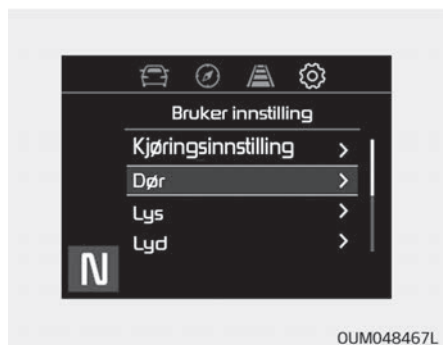 Bruker innstilling
Kjøringsinnstilling >
Dør >
Lys >
Lyd >
N
OUM048467L